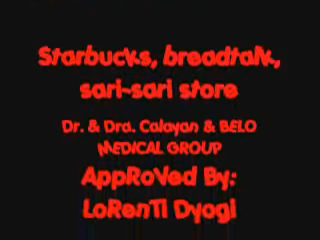 Starbucks, breadtalk,
sari-sari store
Dr. & Dra. Calayan & BELO
MEDICAL GROUP
AppRoVed By:
LoRenTi Dyogi